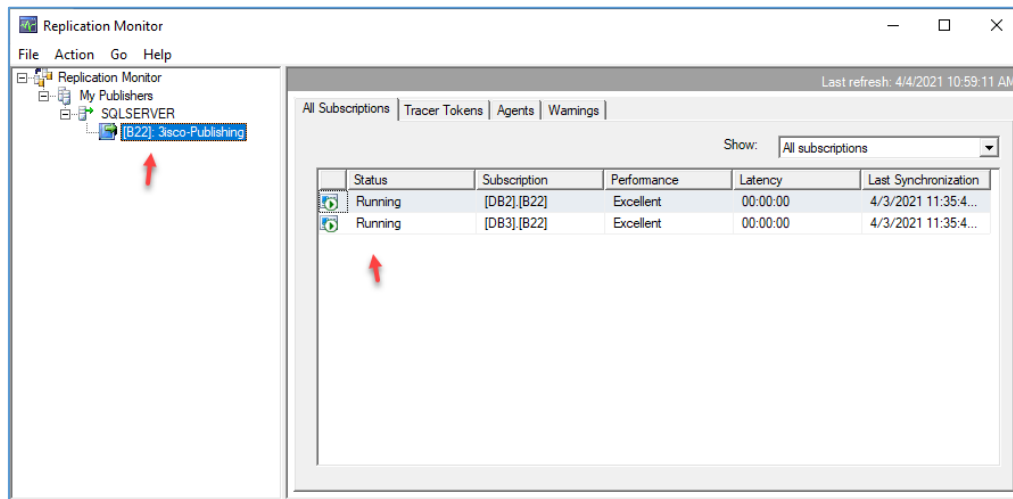 Replication Monitor
File Action Go Help
Replication Monitor
My Publishers
SQLSERVER
[B22]: 3isco-Publishing
Last refresh: 4/4/2021 10:59:11 AM
All Subscriptions Tracer Tokens Agents Warnings
Show: All subscriptions
Status Subscription Performance Latency Last Synchronization
Running [DB2].[B22] Excellent 00:00:00 4/3/2021 11:35:4...
Running [DB3].[B22] Excellent 00:00:00 4/3/2021 11:35:4...